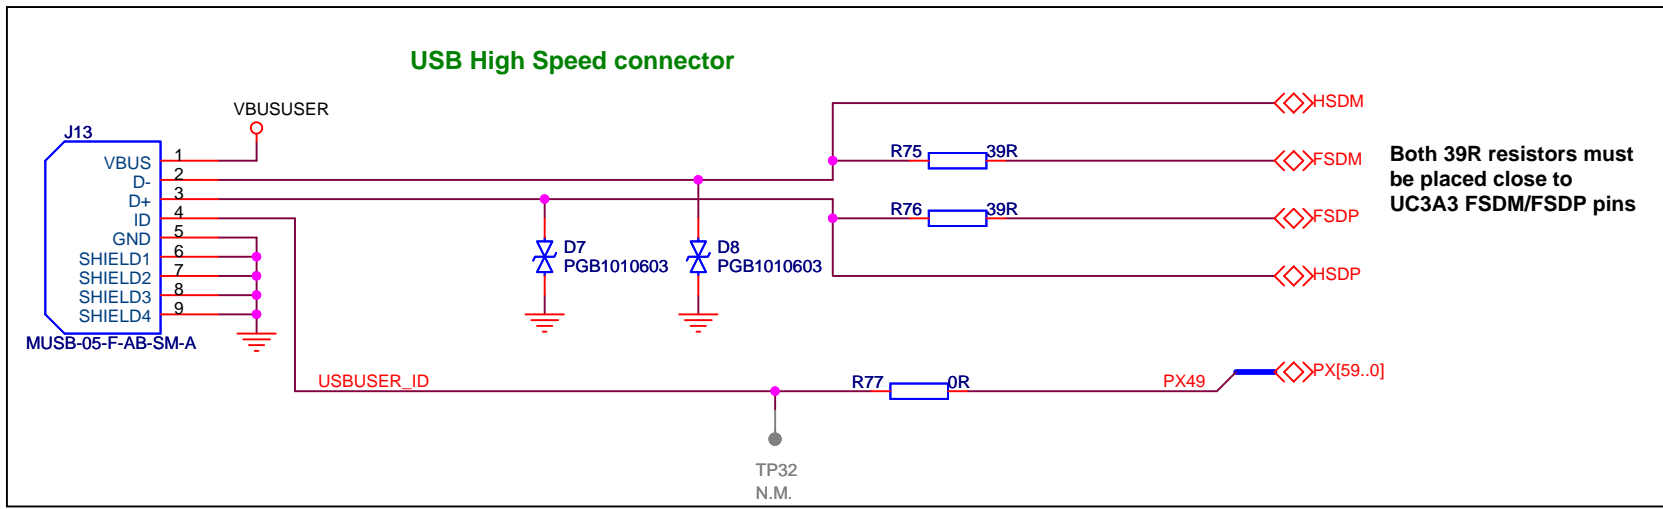 USB High Speed connector
VBUSUSER
HSDM
J13
VBUS 1
R75 39R
FSDM
Both 39R resistors must
be placed close to
UC3A3 FSDM/FSDP pins
D- 2
D+ 3
ID 4
R76 39R
FSDP
GND 5
SHIELD1 6
SHIELD2 7
SHIELD3 8
SHIELD4 9
D7
PGB1010603
D8
PGB1010603
HSDP
MUSB-05-F-AB-SM-A
USBUSER_ID
R77 0R
PX49
PX[59..0]
TP32
N.M.